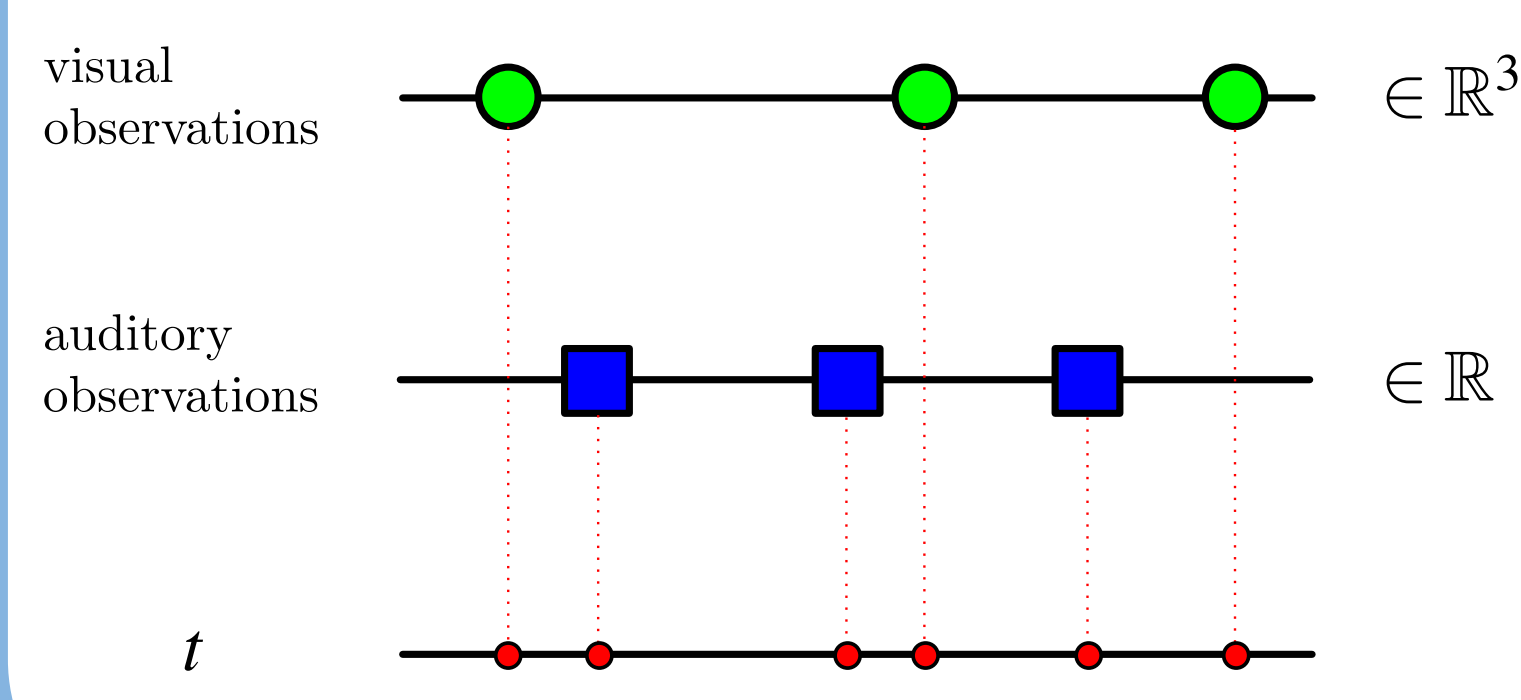 visual
observations
∈ ℝ³
auditory
observations
∈ ℝ
t